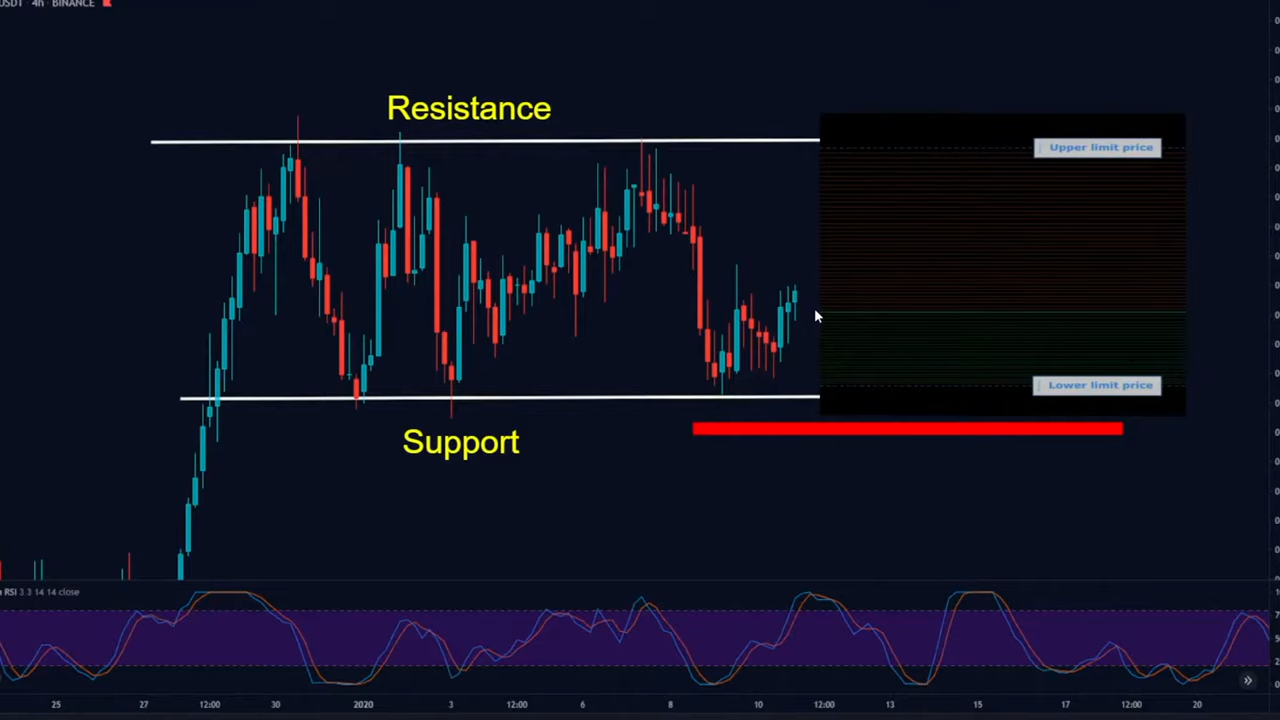 USDT · 4h · BINANCE
Resistance
Upper limit price
Lower limit price
Support
RSI 3 3 14 14 close
25 27 12:00 30 2020 3 12:00 6 8 10 12:00 13 15 17 12:00 20